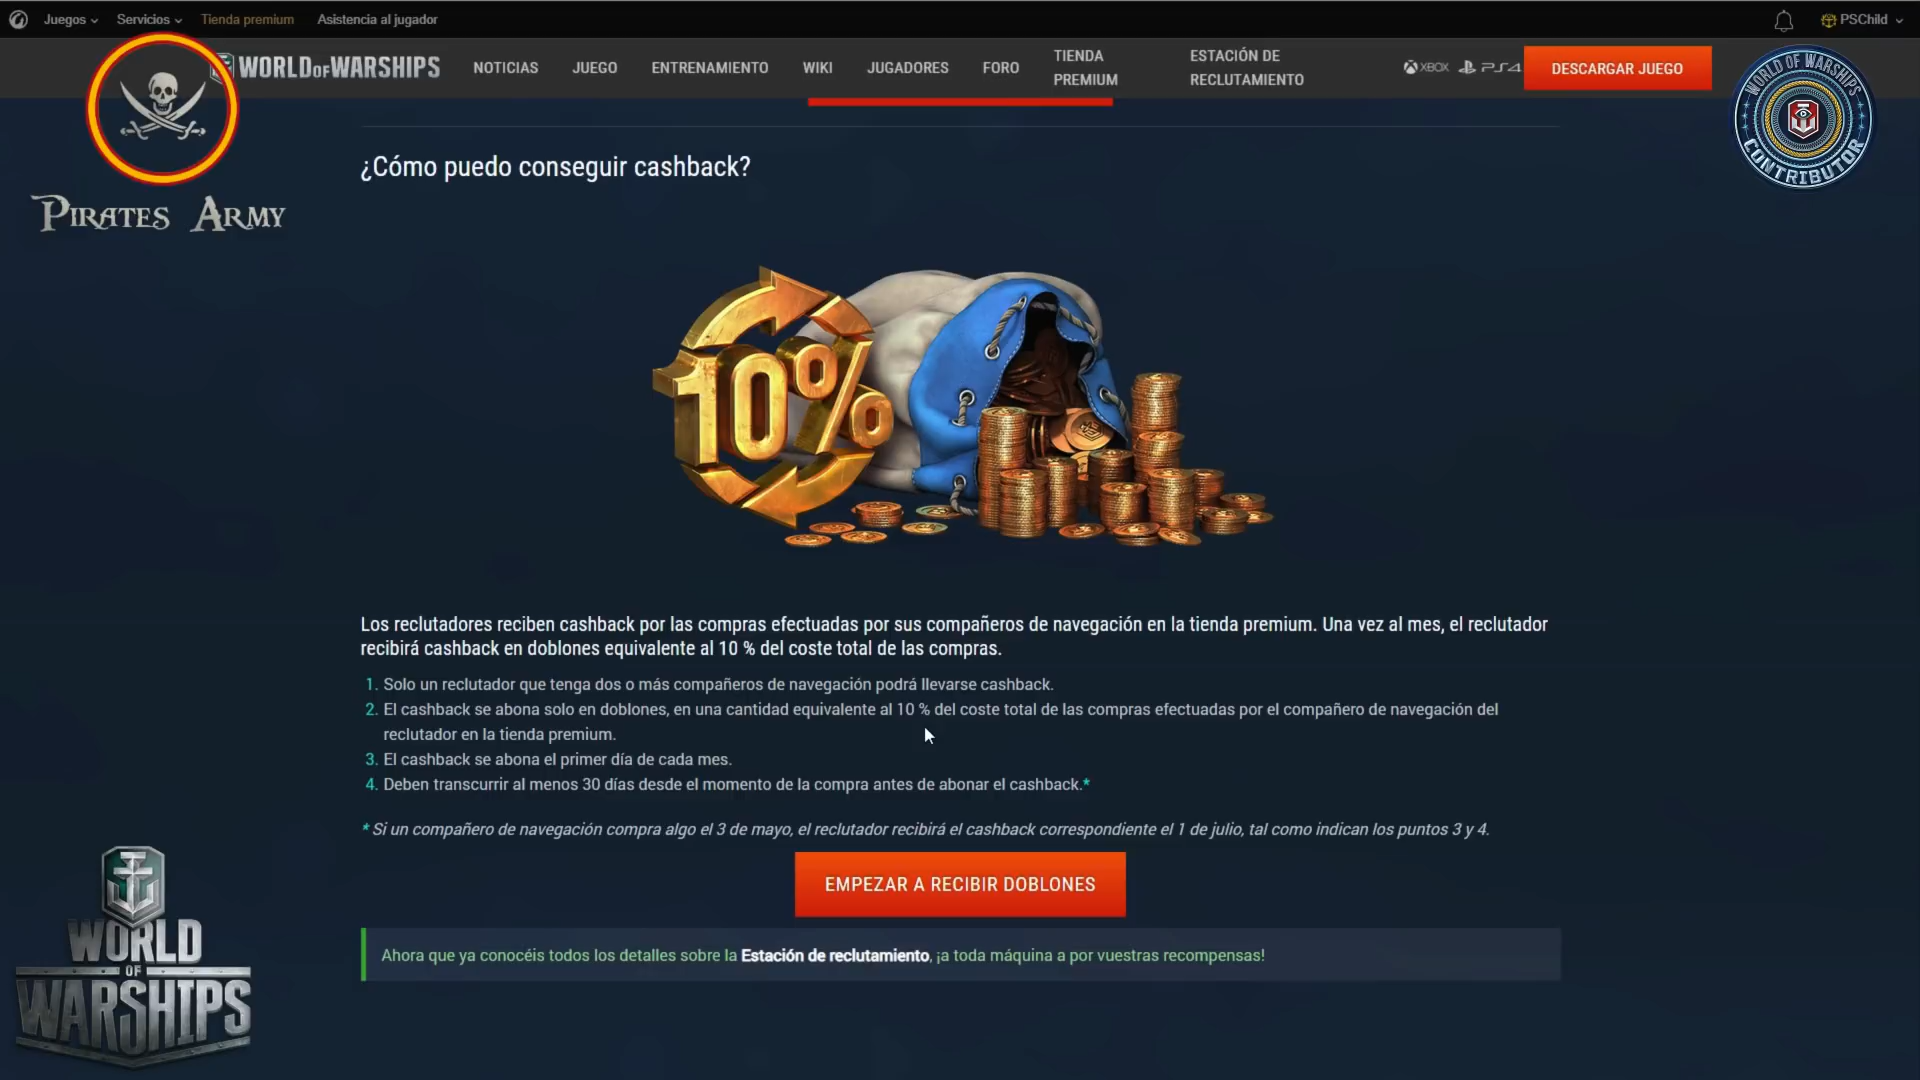 Juegos Servicios Tienda premium Asistencia al jugador PSChild
WORLD OF WARSHIPS NOTICIAS JUEGO ENTRENAMIENTO WIKI JUGADORES FORO TIENDA PREMIUM ESTACIÓN DE RECLUTAMIENTO XBOX PS4 DESCARGAR JUEGO
WORLD OF WARSHIPS
CONTRIBUTOR
PIRATES ARMY
¿Cómo puedo conseguir cashback?
10%
Los reclutadores reciben cashback por las compras efectuadas por sus compañeros de navegación en la tienda premium. Una vez al mes, el reclutador
recibirá cashback en doblones equivalente al 10 % del coste total de las compras.
1. Solo un reclutador que tenga dos o más compañeros de navegación podrá llevarse cashback.
2. El cashback se abona solo en doblones, en una cantidad equivalente al 10 % del coste total de las compras efectuadas por el compañero de navegación del
reclutador en la tienda premium.
3. El cashback se abona el primer día de cada mes.
4. Deben transcurrir al menos 30 días desde el momento de la compra antes de abonar el cashback.*
* Si un compañero de navegación compra algo el 3 de mayo, el reclutador recibirá el cashback correspondiente el 1 de julio, tal como indican los puntos 3 y 4.
EMPEZAR A RECIBIR DOBLONES
Ahora que ya conocéis todos los detalles sobre la Estación de reclutamiento, ¡a toda máquina a por vuestras recompensas!
WORLD
OF
WARSHIPS